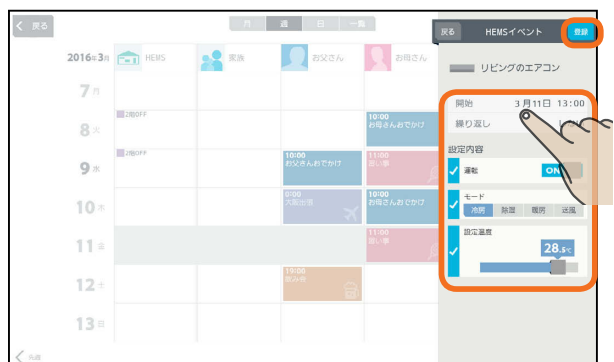 戻る
月 週 日 一覧
戻る HEMSイベント 登録
2016年3月 HEMS 家族 お父さん お母さん
リビングのエアコン
7 月
開始 3月11日 13:00
2階OFF
10:00
お母さんおでかけ
繰り返し
8 火
設定内容
2階OFF
10:00
お父さんおでかけ
11:00
習い事
運転 ON
9 水
0:00
大阪出張
10:00
お母さんおでかけ
モード
冷房 除湿 暖房 送風
10 木
11:00
習い事
設定温度
28.5℃
11 金
19:00
飲み会
12 土
13 日
先週